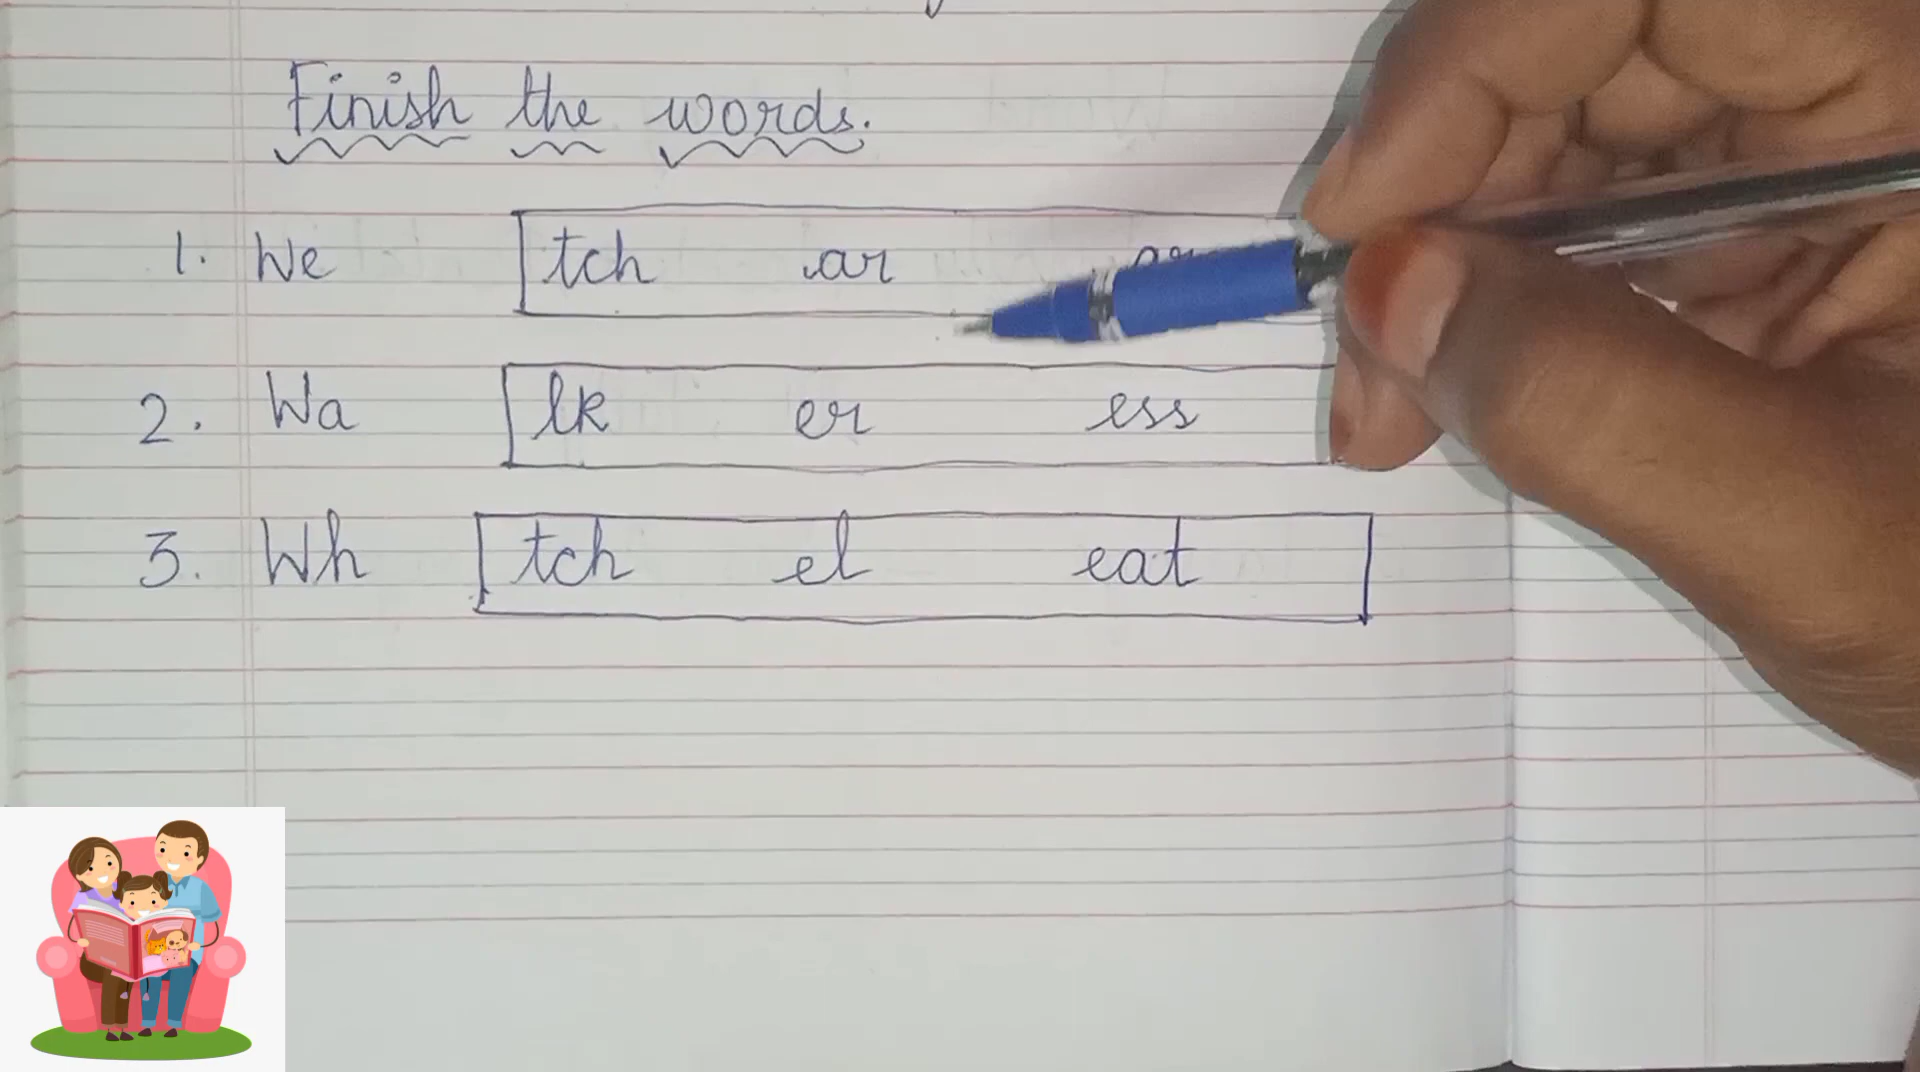 Finish the words.
1. We tch ar
2. Wa lk er ess
3. Wh tch el eat